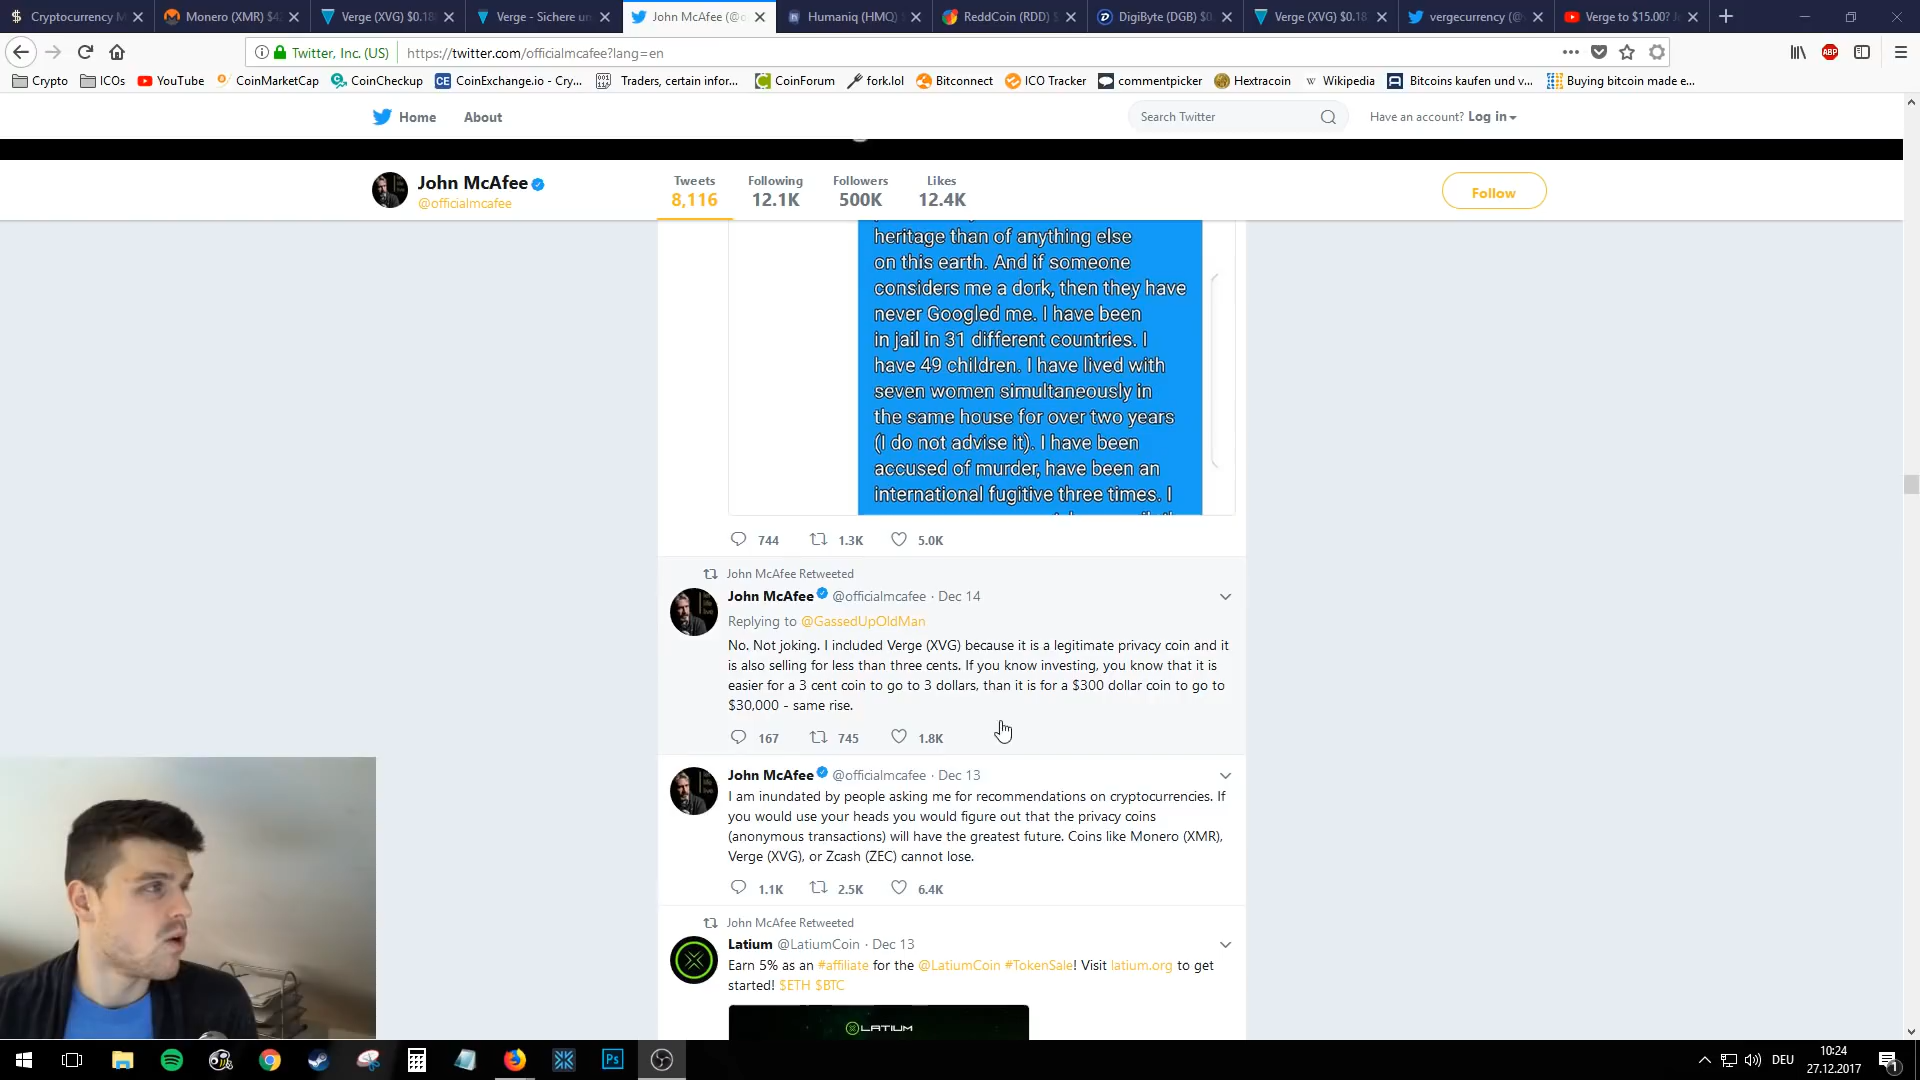 Cryptocurrency M
Monero (XMR) $4
Verge (XVG) $0.18
Verge - Sichere un
John McAfee (@o
Humaniq (HMQ)
ReddCoin (RDD)
DigiByte (DGB) $0.
Verge (XVG) $0.18
vergecurrency (@
Verge to $15.00?
Twitter, Inc. (US)
https://twitter.com/officialmcafee?lang=en
ABP
Crypto
ICOs
YouTube
CoinMarketCap
CoinCheckup
CE CoinExchange.io - Cry...
Traders, certain infor...
CoinForum
fork.lol
Bitconnect
ICO Tracker
commentpicker
Hextracoin
W Wikipedia
Bitcoins kaufen und v...
Buying bitcoin made e...
Home
About
Search Twitter
Have an account? Log in
John McAfee
@officialmcafee
Tweets
8,116
Following
12.1K
Followers
500K
Likes
12.4K
Follow
heritage than of anything else
on this earth. And if someone
considers me a dork, then they have
never Googled me. I have been
in jail in 31 different countries. I
have 49 children. I have lived with
seven women simultaneously in
the same house for over two years
(I do not advise it). I have been
accused of murder, have been an
international fugitive three times. I
744 1.3K 5.0K
John McAfee Retweeted
John McAfee @officialmcafee · Dec 14
Replying to @GassedUpOldMan
No. Not joking. I included Verge (XVG) because it is a legitimate privacy coin and it
is also selling for less than three cents. If you know investing, you know that it is
easier for a 3 cent coin to go to 3 dollars, than it is for a $300 dollar coin to go to
$30,000 - same rise.
167 745 1.8K
John McAfee @officialmcafee · Dec 13
I am inundated by people asking me for recommendations on cryptocurrencies. If
you would use your heads you would figure out that the privacy coins
(anonymous transactions) will have the greatest future. Coins like Monero (XMR),
Verge (XVG), or Zcash (ZEC) cannot lose.
1.1K 2.5K 6.4K
John McAfee Retweeted
Latium @LatiumCoin · Dec 13
Earn 5% as an #affiliate for the @LatiumCoin #TokenSale! Visit latium.org to get
started! $ETH $BTC
LATIUM
Ps
DEU
10:24
27.12.2017
1